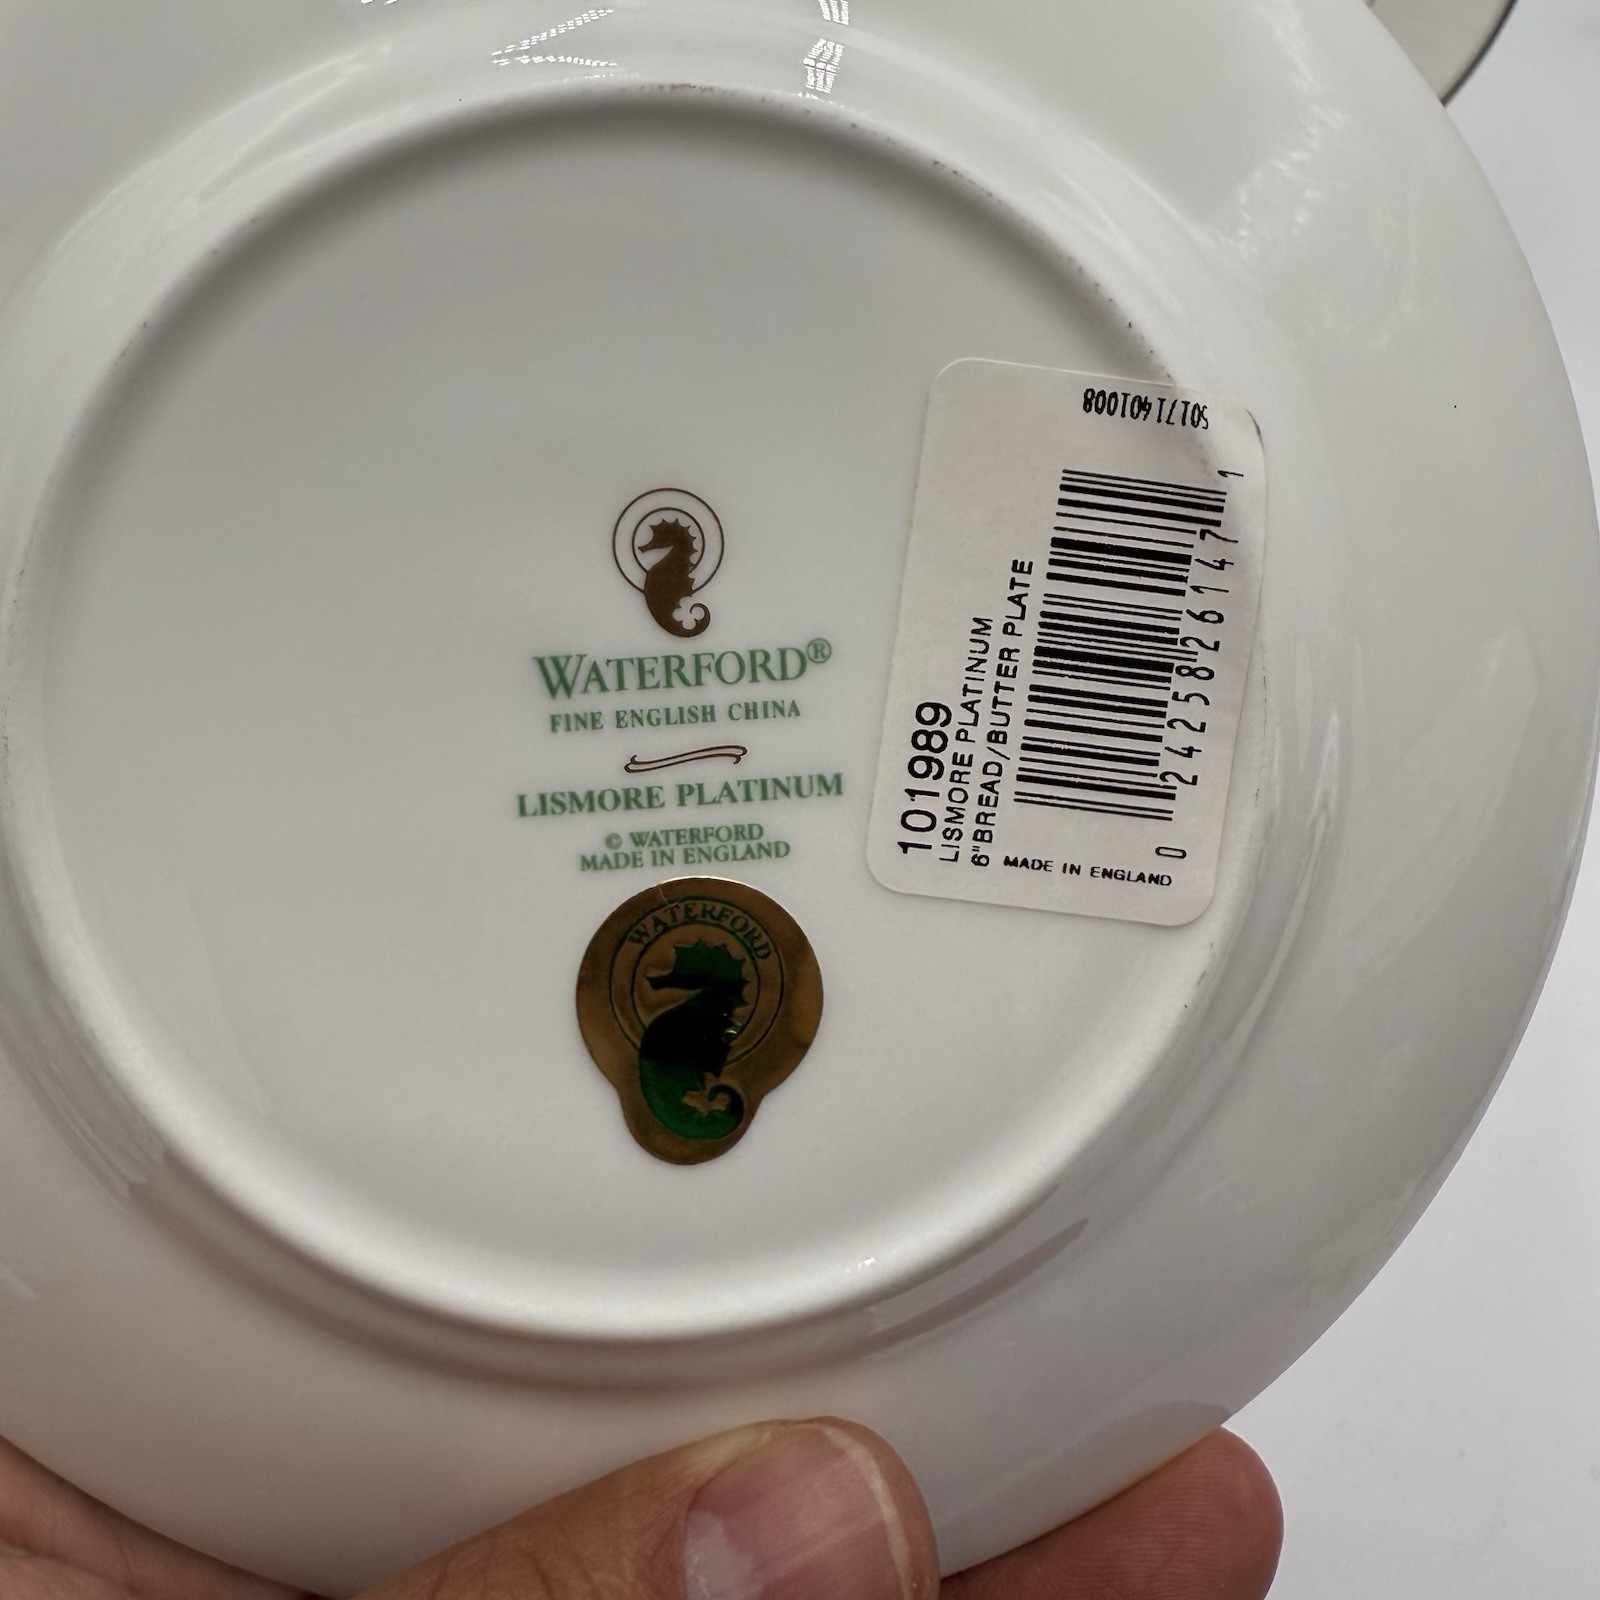 WATERFORD®
FINE ENGLISH CHINA
LISMORE PLATINUM
© WATERFORD
MADE IN ENGLAND
WATERFORD
101989
LISMORE PLATINUM
6"BREAD/BUTTER PLATE
MADE IN ENGLAND
0 24258 26147 1
50171401008